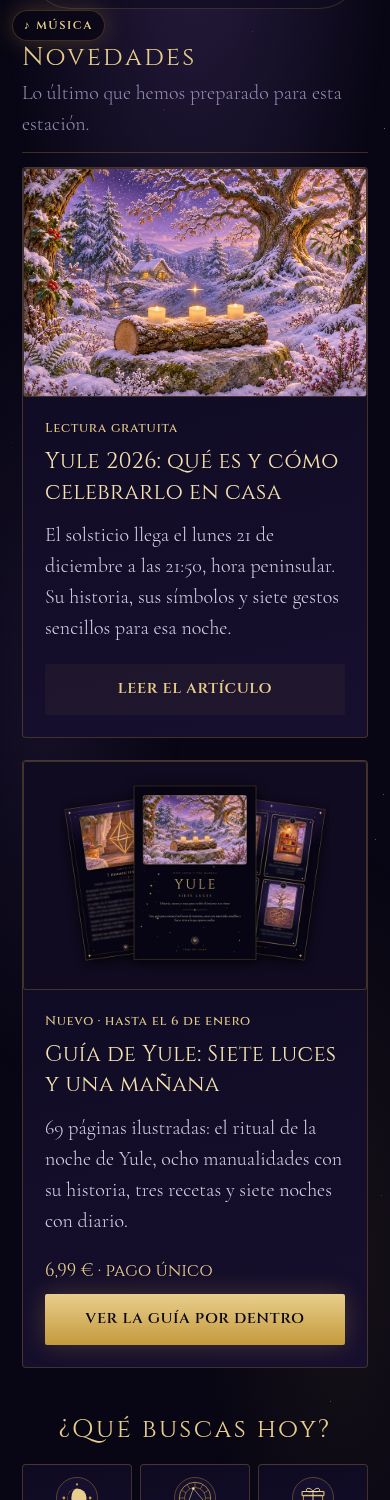 ♪ MÚSICA
Novedades
Lo último que hemos preparado para esta
estación.
Lectura gratuita
Yule 2026: qué es y cómo
celebrarlo en casa
El solsticio llega el lunes 21 de
diciembre a las 21:50, hora peninsular.
Su historia, sus símbolos y siete gestos
sencillos para esa noche.
LEER EL ARTÍCULO
YULE
SIETE LUCES
Nuevo · hasta el 6 de enero
Guía de Yule: Siete luces
y una mañana
69 páginas ilustradas: el ritual de la
noche de Yule, ocho manualidades con
su historia, tres recetas y siete noches
con diario.
6,99 € · pago único
VER LA GUÍA POR DENTRO
¿Qué buscas hoy?